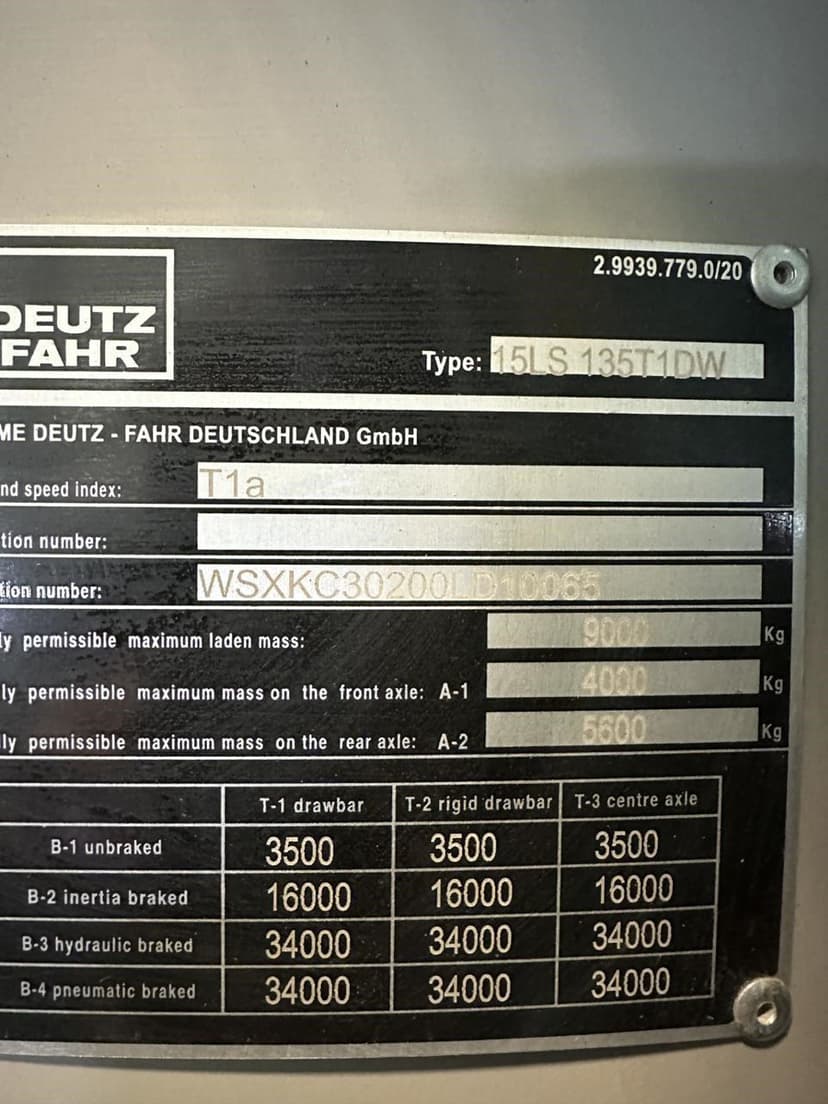 2.9939.779.0/20
DEUTZ
FAHR
Type: 15LS 135T1DW
ME DEUTZ - FAHR DEUTSCHLAND GmbH
nd speed index: T1a
tion number:
tion number: WSXKC30200LD10065
ly permissible maximum laden mass: 9000 Kg
lly permissible maximum mass on the front axle: A-1 4000 Kg
lly permissible maximum mass on the rear axle: A-2 5600 Kg
T-1 drawbar T-2 rigid drawbar T-3 centre axle
B-1 unbraked 3500 3500 3500
B-2 inertia braked 16000 16000 16000
B-3 hydraulic braked 34000 34000 34000
B-4 pneumatic braked 34000 34000 34000